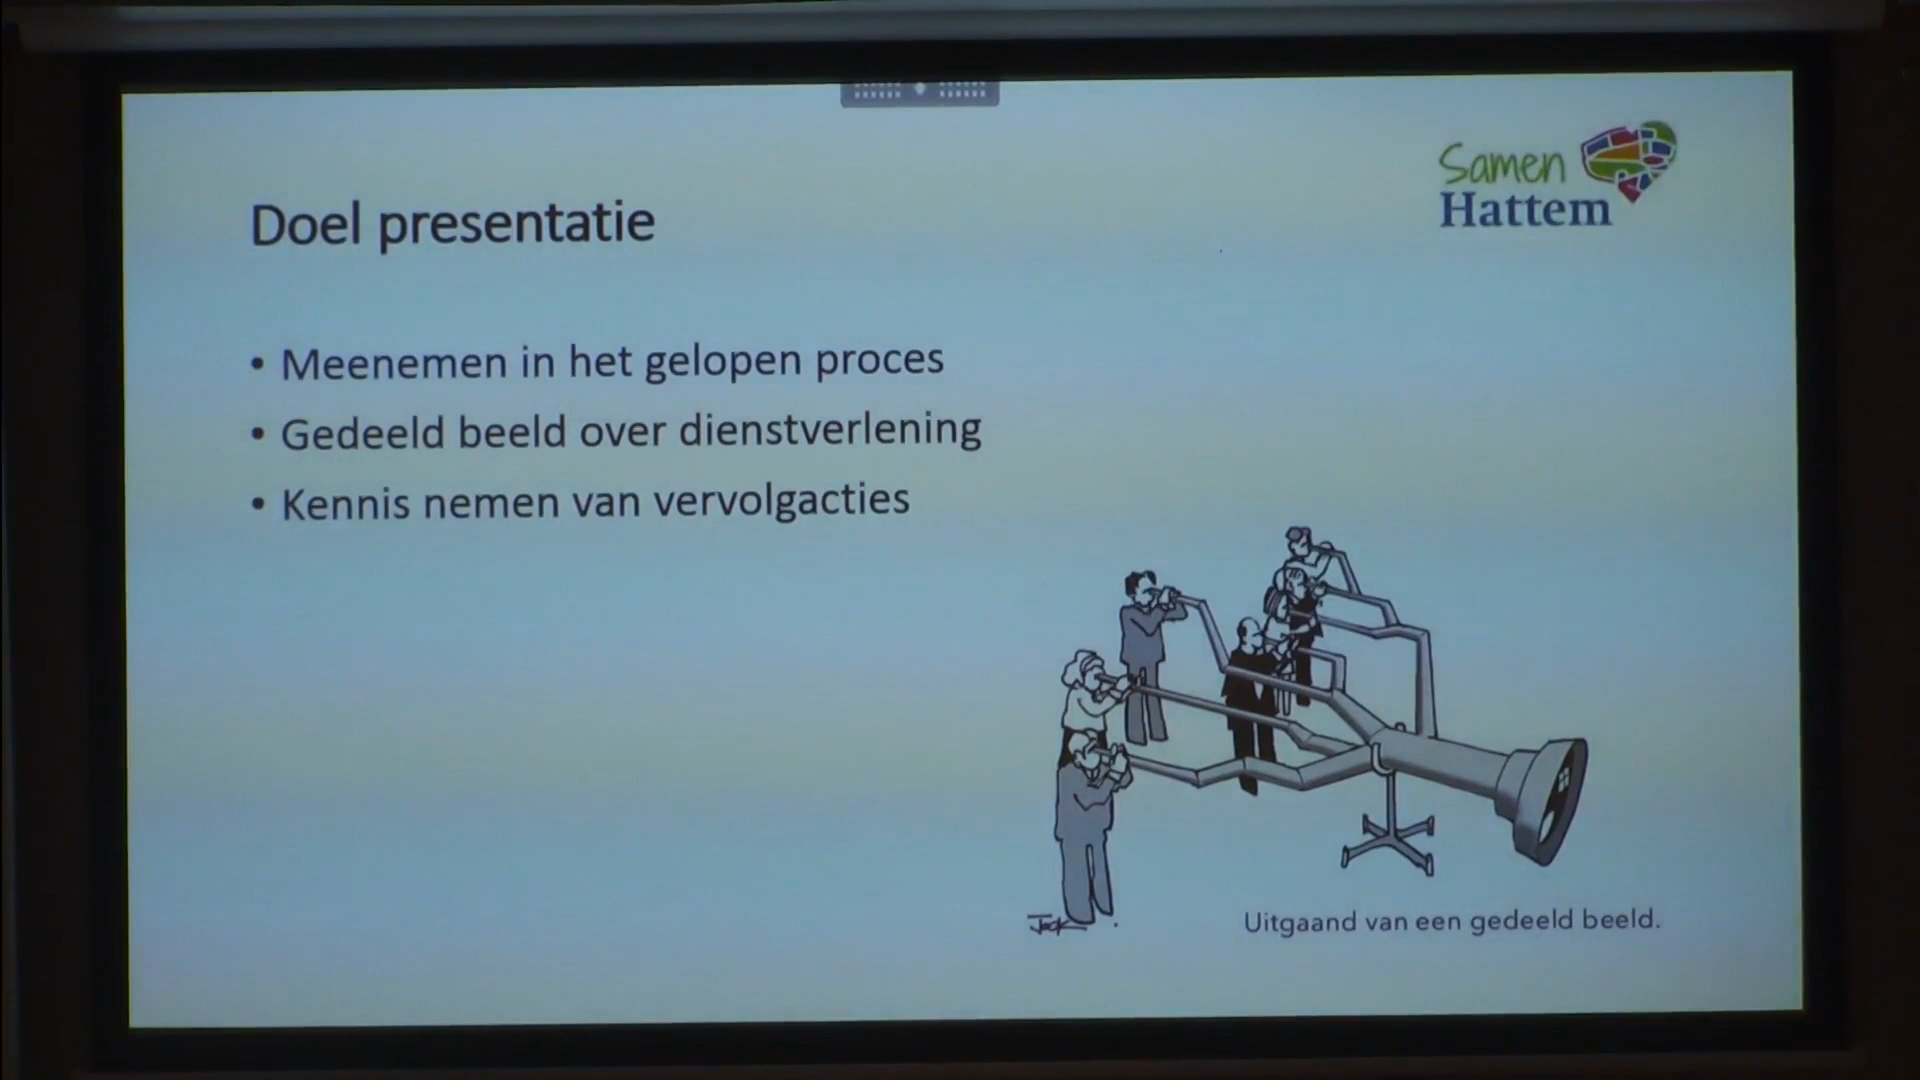 Samen
Hattem
Doel presentatie
• Meenemen in het gelopen proces
• Gedeeld beeld over dienstverlening
• Kennis nemen van vervolgacties
Jock
Uitgaand van een gedeeld beeld.